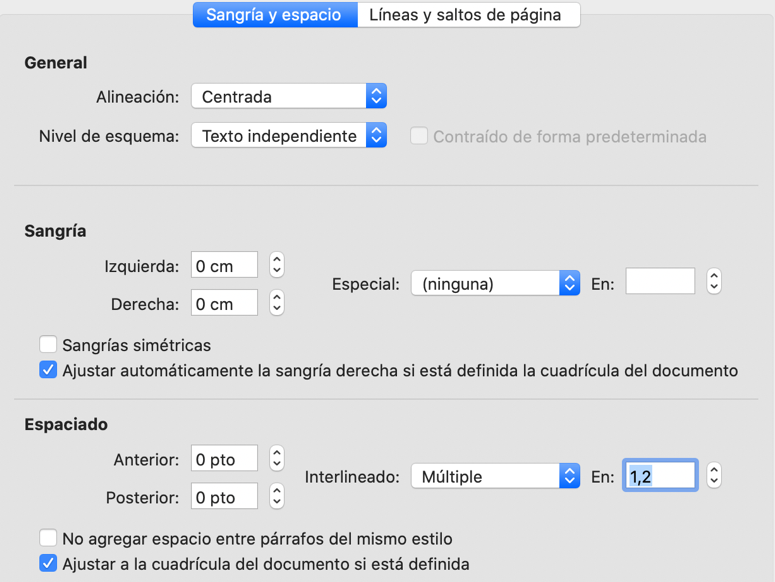 Sangría y espacio Líneas y saltos de página
General
Alineación: Centrada
Nivel de esquema: Texto independiente Contraído de forma predeterminada
Sangría
Izquierda: 0 cm
Especial: (ninguna) En:
Derecha: 0 cm
Sangrías simétricas
Ajustar automáticamente la sangría derecha si está definida la cuadrícula del documento
Espaciado
Anterior: 0 pto
Interlineado: Múltiple En: 1,2
Posterior: 0 pto
No agregar espacio entre párrafos del mismo estilo
Ajustar a la cuadrícula del documento si está definida